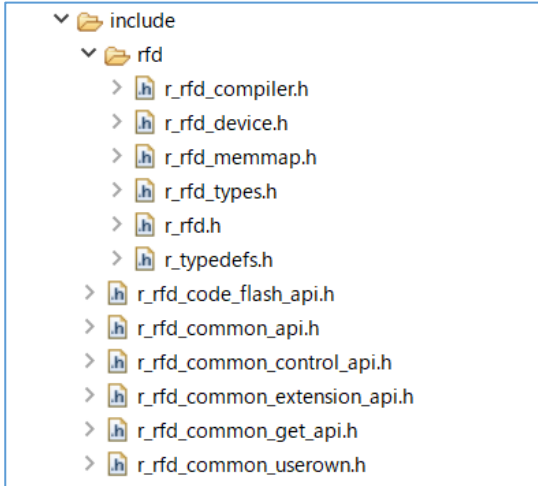 include
rfd
r_rfd_compiler.h
r_rfd_device.h
r_rfd_memmap.h
r_rfd_types.h
r_rfd.h
r_typedefs.h
r_rfd_code_flash_api.h
r_rfd_common_api.h
r_rfd_common_control_api.h
r_rfd_common_extension_api.h
r_rfd_common_get_api.h
r_rfd_common_userown.h